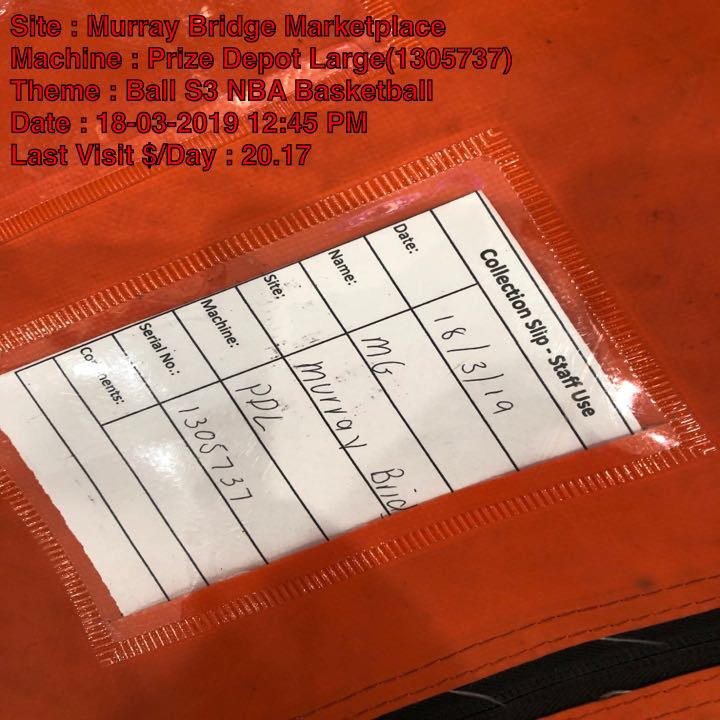 Site : Murray Bridge Marketplace
Machine : Prize Depot Large(1305737)
Theme : Ball S3 NBA Basketball
Date : 18-03-2019 12:45 PM
Last Visit $/Day : 20.17
Collection Slip - Staff Use
Date: 18/3/19
Name: MG
Site: Murray Bridg
Machine: PDL
Serial No.: 1305737
Comments: